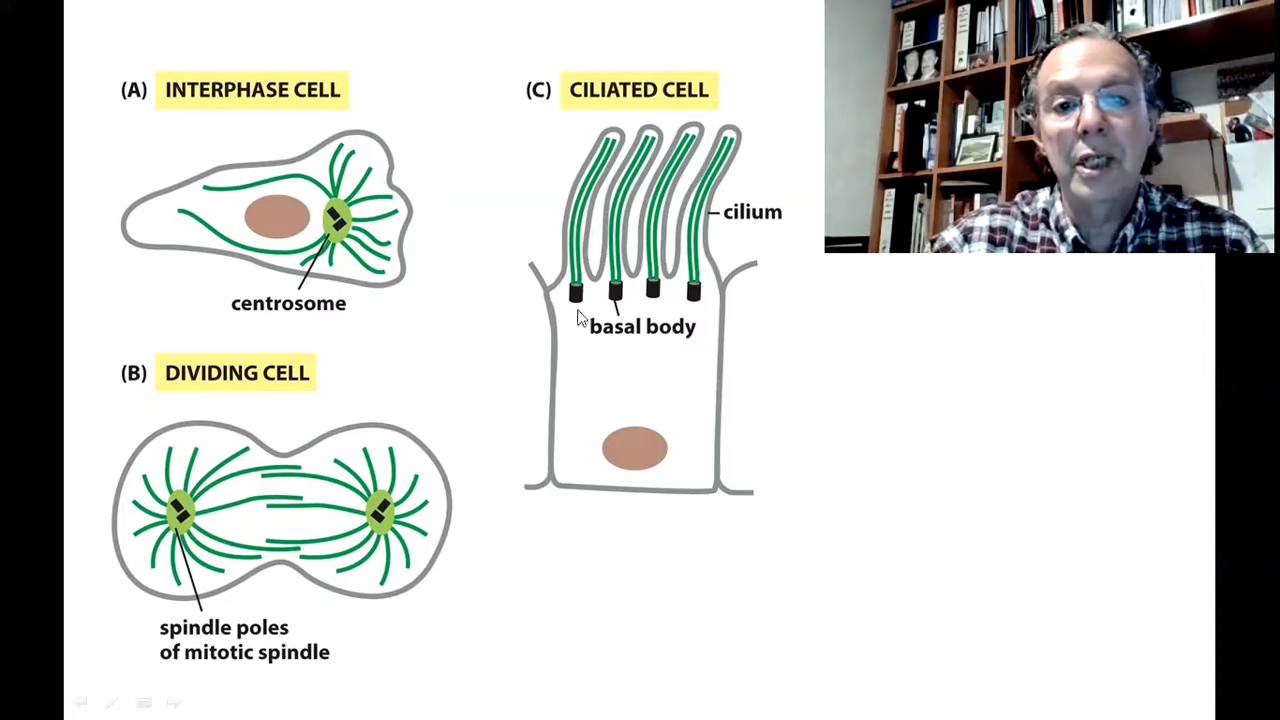 (A) INTERPHASE CELL
centrosome
(B) DIVIDING CELL
spindle poles
of mitotic spindle
(C) CILIATED CELL
cilium
basal body